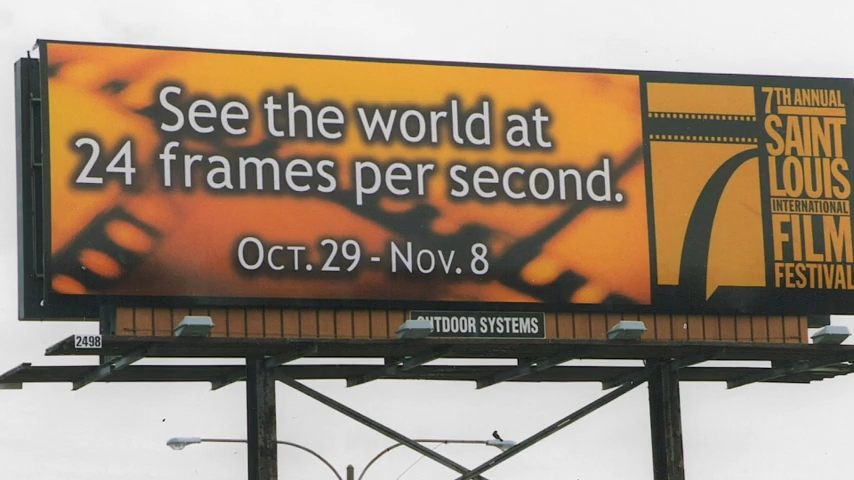 See the world at
24 frames per second.
Oct. 29 - Nov. 8
7TH ANNUAL
SAINT
LOUIS
INTERNATIONAL
FILM
FESTIVAL
OUTDOOR SYSTEMS
2498